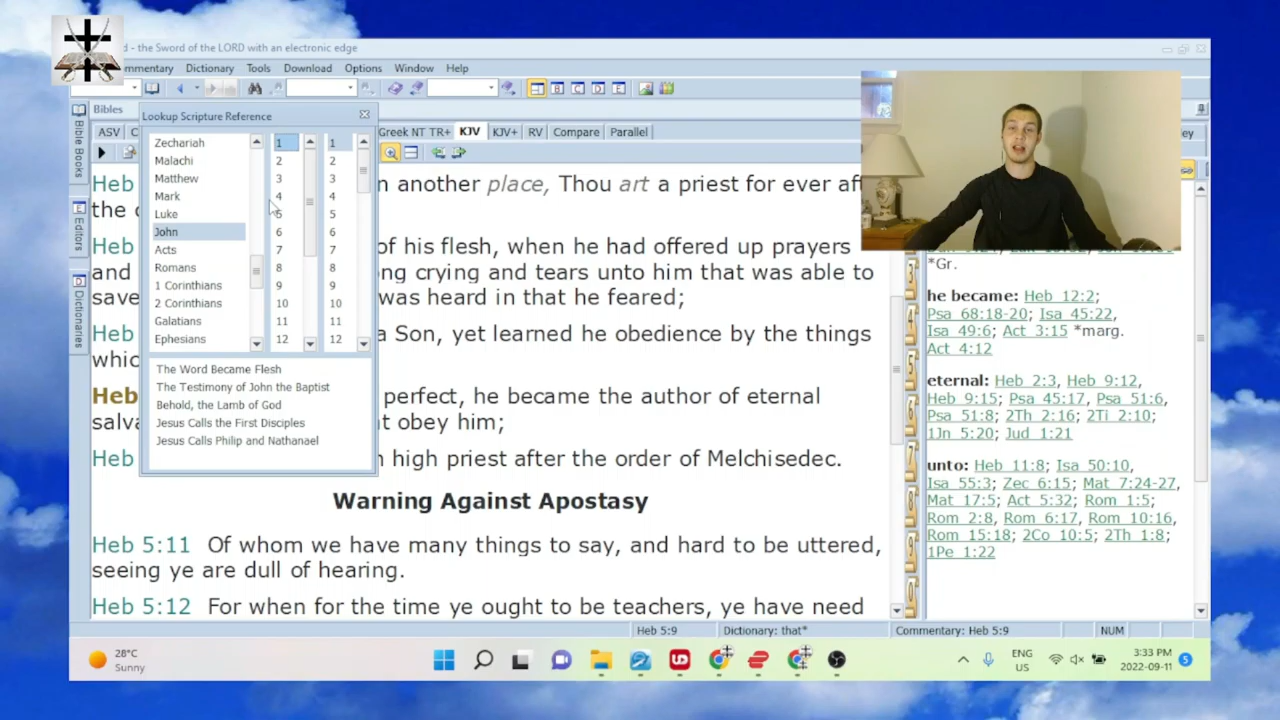 d - the Sword of the LORD with an electronic edge
mmentary Dictionary Tools Download Options Window Help
Bibles
Lookup Scripture Reference
ASV C Greek NT TR+ KJV KJV+ RV Compare Parallel
Bible Books
Editors
Dictionaries
Zechariah 1 1
Malachi 2 2
Matthew 3 3
Mark 4 4
Luke 5 5
John 6 6
Acts 7 7
Romans 8 8
1 Corinthians 9 9
2 Corinthians 10 10
Galatians 11 11
Ephesians 12 12
The Word Became Flesh
The Testimony of John the Baptist
Behold, the Lamb of God
Jesus Calls the First Disciples
Jesus Calls Philip and Nathanael
Heb n another place, Thou art a priest for ever aft
the o
Heb of his flesh, when he had offered up prayers
and ong crying and tears unto him that was able to
save was heard in that he feared;
Heb a Son, yet learned he obedience by the things
whic
Heb perfect, he became the author of eternal
salva t obey him;
Heb n high priest after the order of Melchisedec.
Warning Against Apostasy
Heb 5:11 Of whom we have many things to say, and hard to be uttered,
seeing ye are dull of hearing.
Heb 5:12 For when for the time ye ought to be teachers, ye have need
ey
*Gr.
he became: Heb 12:2;
Psa 68:18-20; Isa 45:22,
Isa 49:6; Act 3:15 *marg.
Act 4:12
eternal: Heb 2:3, Heb 9:12,
Heb 9:15; Psa 45:17, Psa 51:6,
Psa 51:8; 2Th 2:16; 2Ti 2:10;
1Jn 5:20; Jud 1:21
unto: Heb 11:8; Isa 50:10,
Isa 55:3; Zec 6:15; Mat 7:24-27,
Mat 17:5; Act 5:32; Rom 1:5;
Rom 2:8, Rom 6:17, Rom 10:16,
Rom 15:18; 2Co 10:5; 2Th 1:8;
1Pe 1:22
3
4
5
6
7
8
9
0
Heb 5:9 Dictionary: that* Commentary: Heb 5:9 NUM
28°C
Sunny
ENG
US
3:33 PM
2022-09-11
5